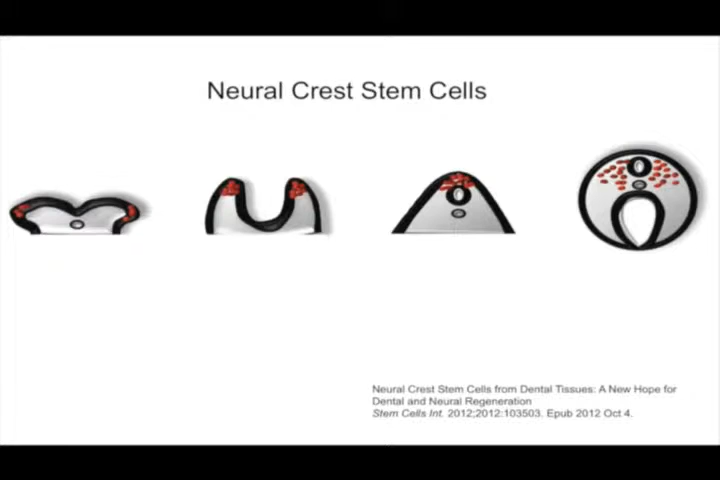 Neural Crest Stem Cells
Neural Crest Stem Cells from Dental Tissues: A New Hope for
Dental and Neural Regeneration
Stem Cells Int. 2012;2012:103503. Epub 2012 Oct 4.